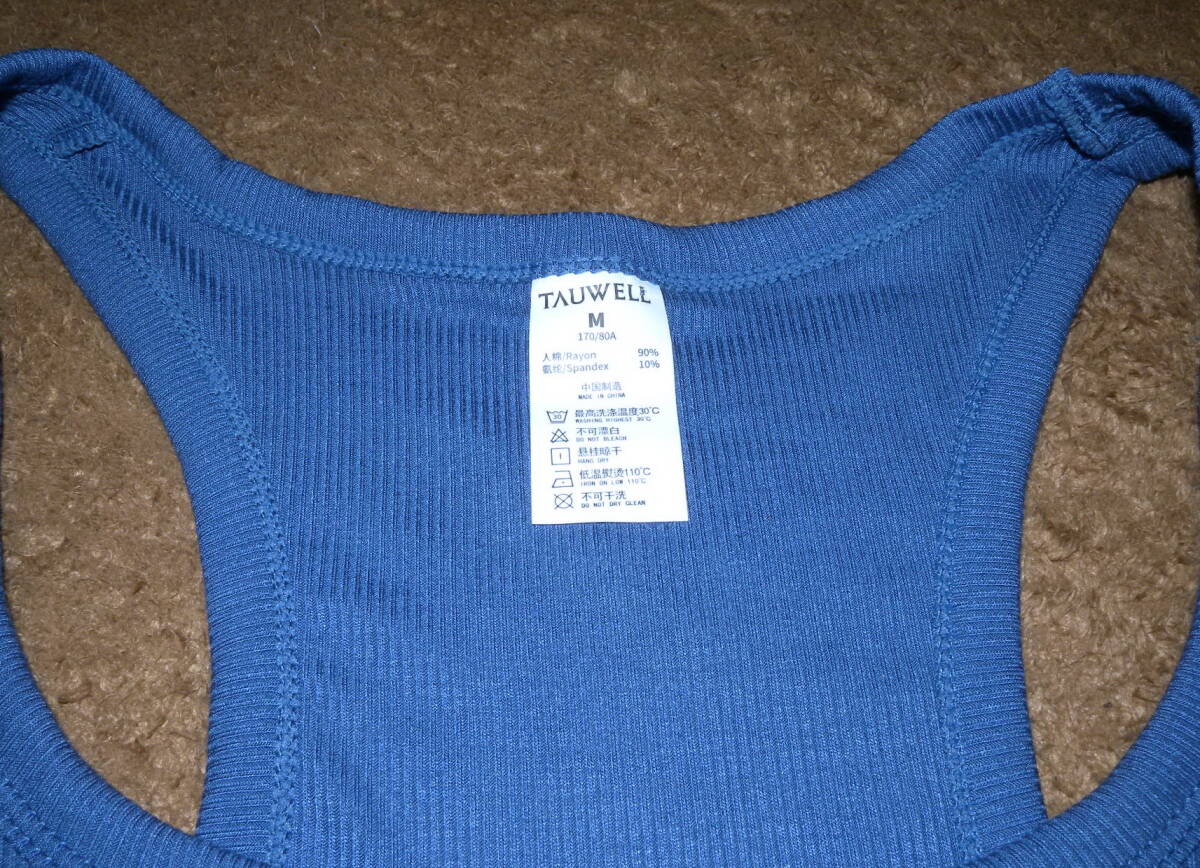 TAUWELL
M
170/80A
人棉/Rayon 90%
氨纶/Spandex 10%
中国制造
MADE IN CHINA
30 最高洗涤温度30°C
WASHING HIGHEST 30°C
不可漂白
DO NOT BLEACH
悬挂晾干
HANG DRY
低温熨烫110°C
IRON ON LOW 110°C
不可干洗
DO NOT DRY CLEAN